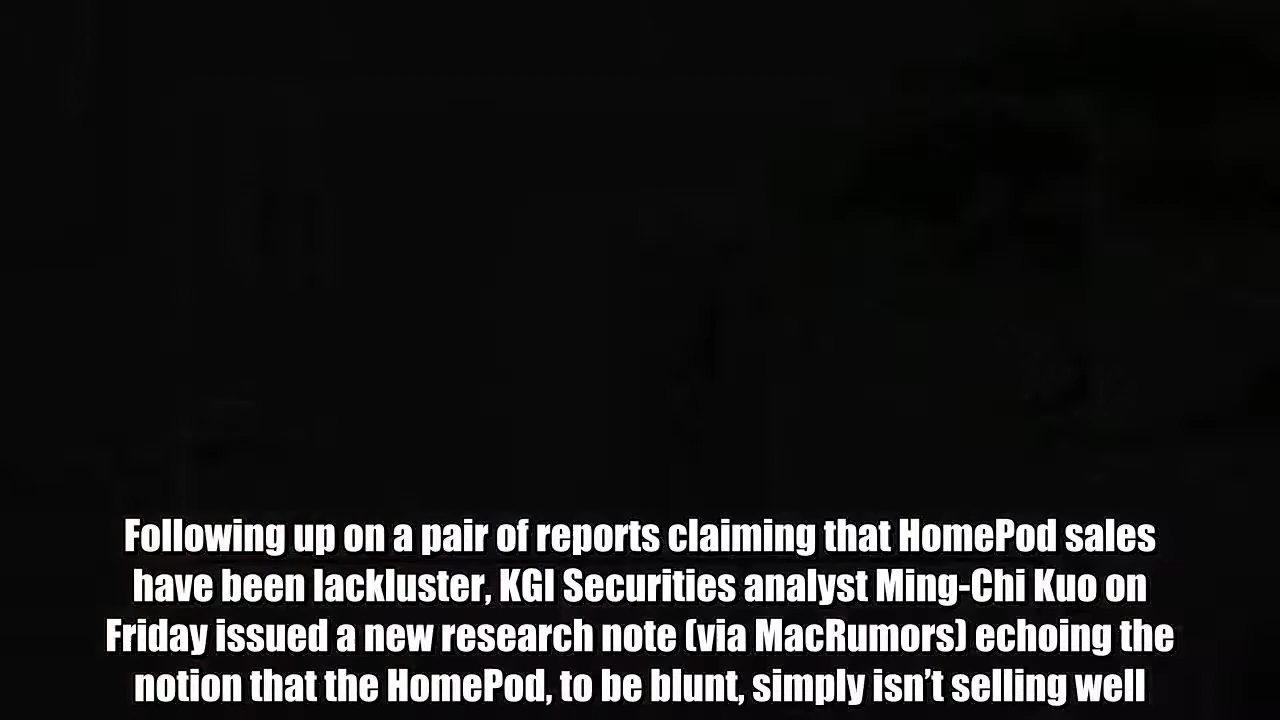 Following up on a pair of reports claiming that HomePod sales
have been lackluster, KGI Securities analyst Ming-Chi Kuo on
Friday issued a new research note (via MacRumors) echoing the
notion that the HomePod, to be blunt, simply isn’t selling well